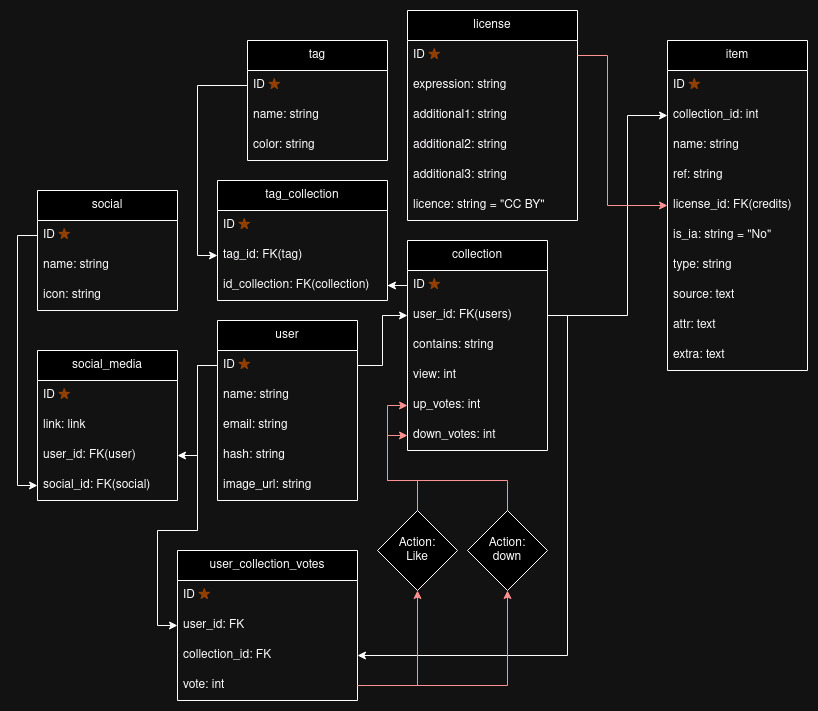 license
ID
expression: string
additional1: string
additional2: string
additional3: string
licence: string = "CC BY"
tag
ID
name: string
color: string
item
ID
collection_id: int
name: string
ref: string
license_id: FK(credits)
is_ia: string = "No"
type: string
source: text
attr: text
extra: text
tag_collection
ID
tag_id: FK(tag)
id_collection: FK(collection)
social
ID
name: string
icon: string
collection
ID
user_id: FK(users)
contains: string
view: int
up_votes: int
down_votes: int
user
ID
name: string
email: string
hash: string
image_url: string
social_media
ID
link: link
user_id: FK(user)
social_id: FK(social)
Action:
Like
Action:
down
user_collection_votes
ID
user_id: FK
collection_id: FK
vote: int